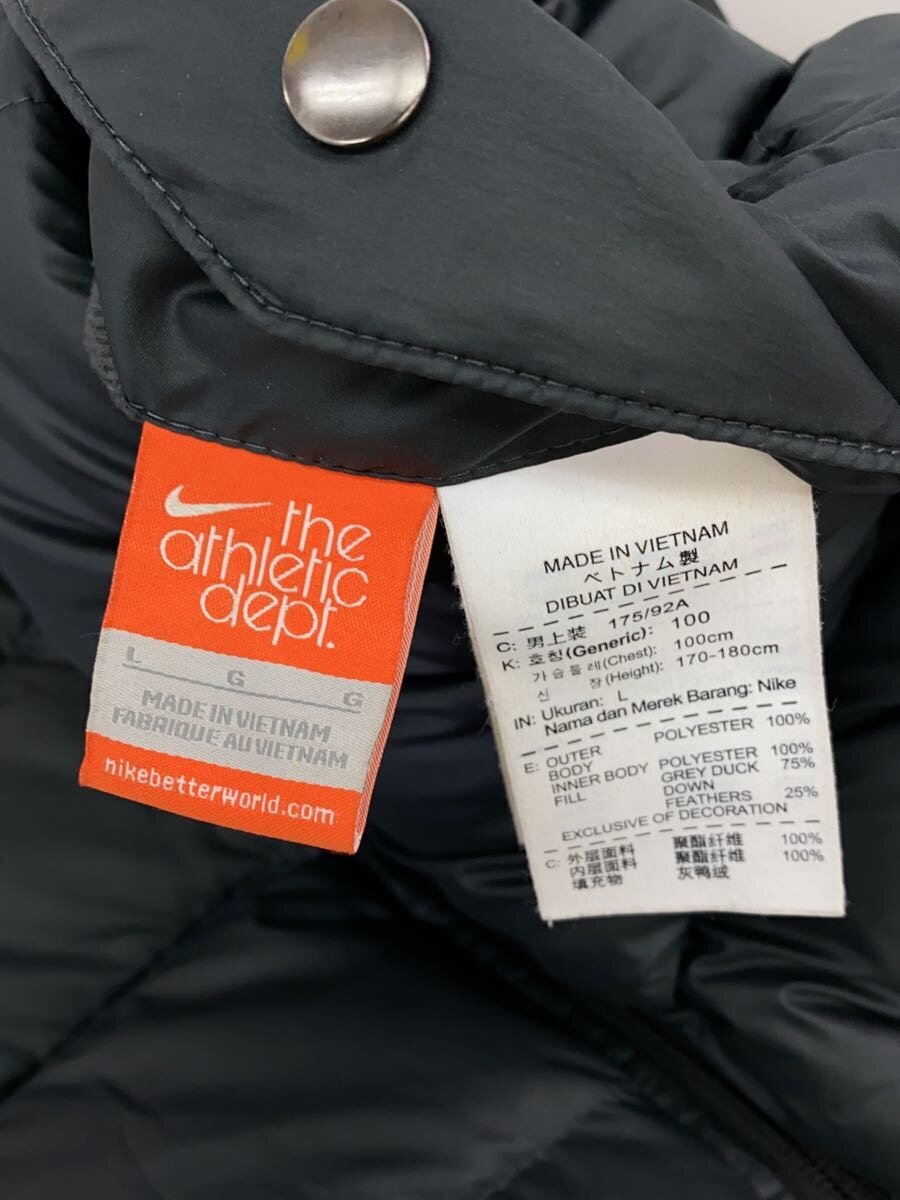 the
athletic
dept.
L
G
G
MADE IN VIETNAM
FABRIQUE AU VIETNAM
nikebetterworld.com
MADE IN VIETNAM
ベトナム製
DIBUAT DI VIETNAM
C: 男上装 175/92A
K: 호칭(Generic): 100
가슴둘레(Chest): 100cm
신 장(Height): 170-180cm
IN: Ukuran: L
Nama dan Merek Barang: Nike
E: OUTER POLYESTER 100%
BODY
INNER BODY POLYESTER 100%
FILL GREY DUCK 75%
DOWN
FEATHERS 25%
EXCLUSIVE OF DECORATION
C: 外层面料 聚酯纤维 100%
内层面料 聚酯纤维 100%
填充物 灰鸭绒